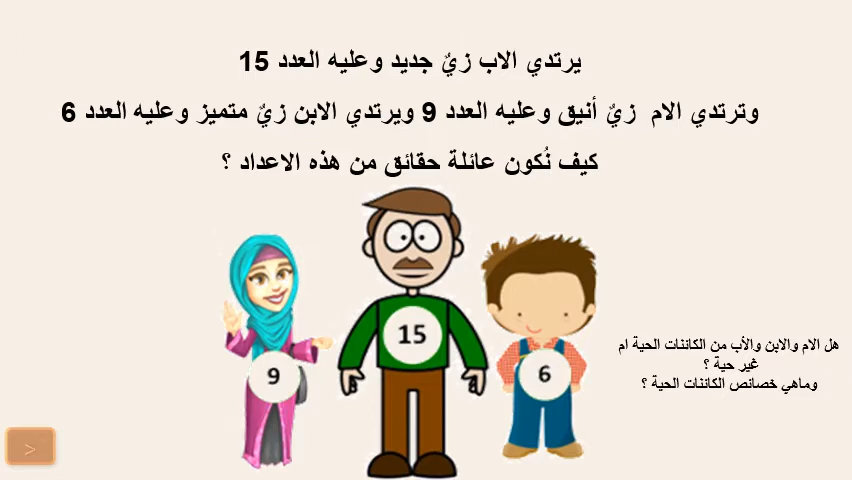 يرتدي الاب زيٌ جديد وعليه العدد 15
وترتدي الام زيٌ أنيق وعليه العدد 9 ويرتدي الابن زيٌ متميز وعليه العدد 6
كيف نُكون عائلة حقائق من هذه الاعداد ؟
15
9
6
هل الام والابن والأب من الكائنات الحية ام
غير حية ؟
وماهي خصائص الكائنات الحية ؟
>